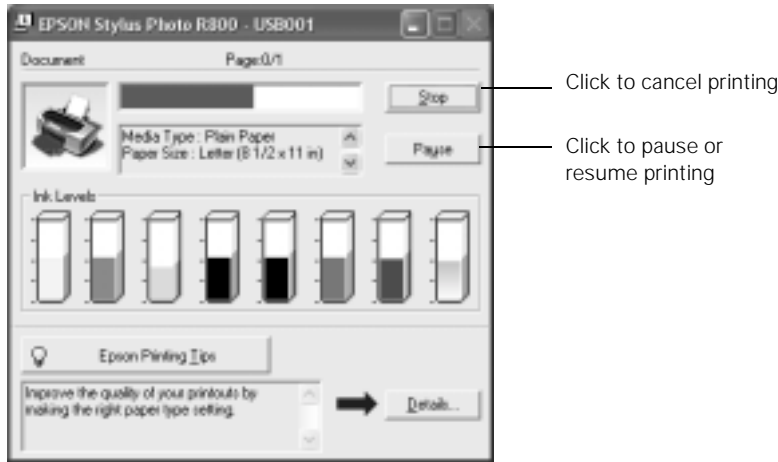 EPSON Stylus Photo R800 - USB001
Document Page:0/1
Stop
Click to cancel printing
Media Type : Plain Paper
Paper Size : Letter (8 1/2 x 11 in)
Pause
Click to pause or
resume printing
Ink Levels
Epson Printing Tips
Improve the quality of your printouts by
making the right paper type setting.
Details...